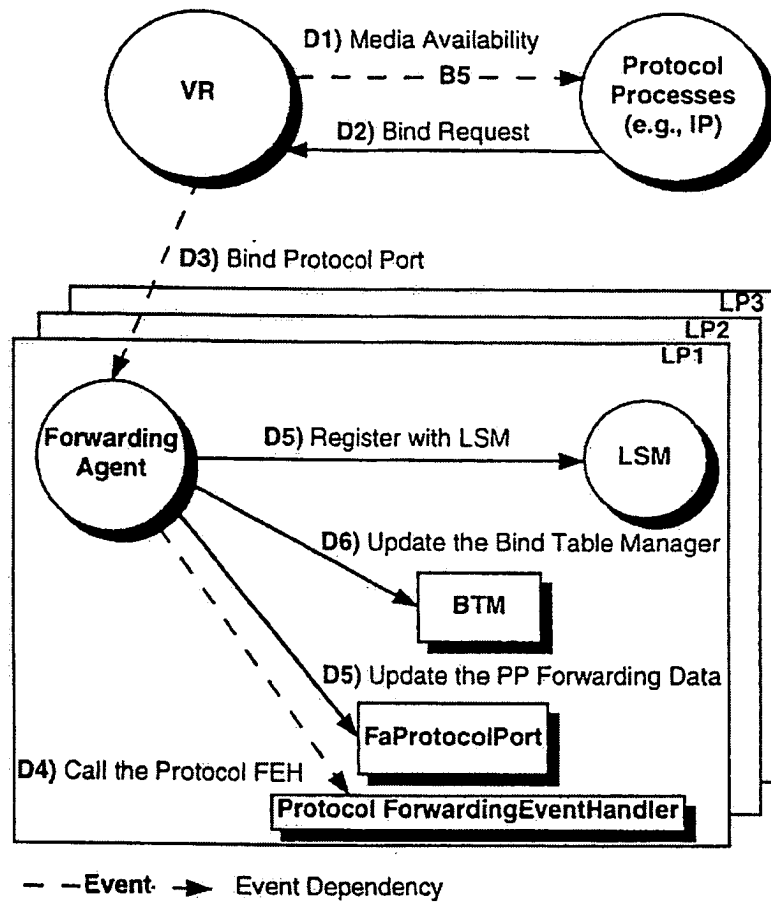 D1) Media Availability
VR
B5
Protocol
Processes
(e.g., IP)
D2) Bind Request
D3) Bind Protocol Port
LP3
LP2
LP1
Forwarding
Agent
D5) Register with LSM
LSM
D6) Update the Bind Table Manager
BTM
D5) Update the PP Forwarding Data
FaProtocolPort
D4) Call the Protocol FEH
Protocol ForwardingEventHandler
Event Event Dependency